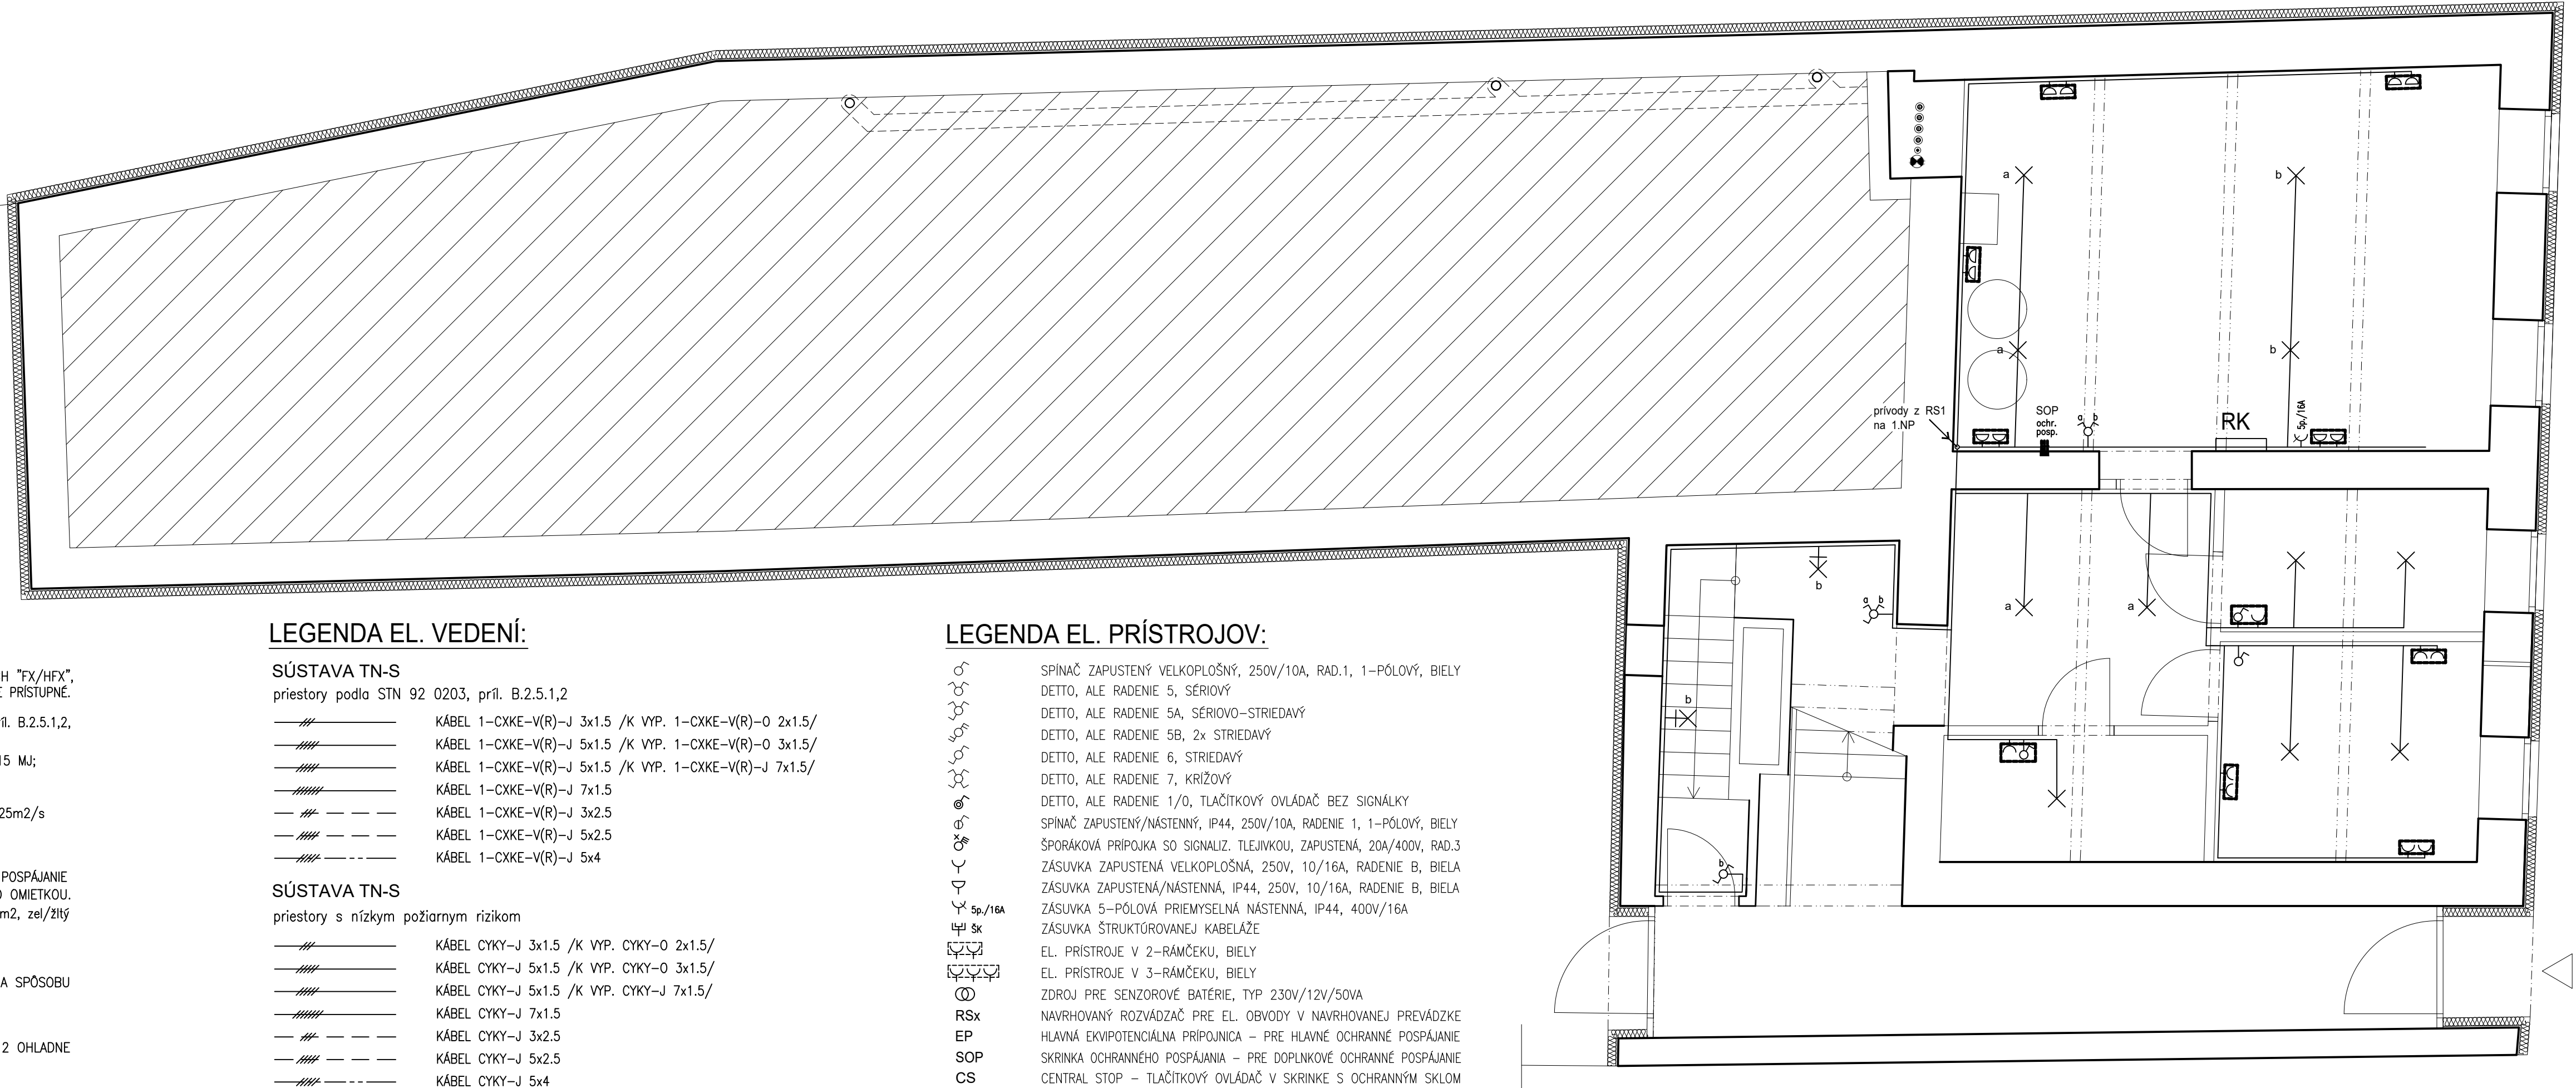 H "FX/HFX",
E PRÍSTUPNÉ.
ríl. B.2.5.1,2,
15 MJ;
25m2/s
POSPÁJANIE
O OMIETKOU.
m2, zel/žltý
A SPÔSOBU
2 OHLADNE
LEGENDA EL. VEDENÍ:
SÚSTAVA TN-S
priestory podla STN 92 0203, príl. B.2.5.1,2
KÁBEL 1-CXKE-V(R)-J 3x1.5 /K VYP. 1-CXKE-V(R)-O 2x1.5/
KÁBEL 1-CXKE-V(R)-J 5x1.5 /K VYP. 1-CXKE-V(R)-O 3x1.5/
KÁBEL 1-CXKE-V(R)-J 5x1.5 /K VYP. 1-CXKE-V(R)-J 7x1.5/
KÁBEL 1-CXKE-V(R)-J 7x1.5
KÁBEL 1-CXKE-V(R)-J 3x2.5
KÁBEL 1-CXKE-V(R)-J 5x2.5
KÁBEL 1-CXKE-V(R)-J 5x4
SÚSTAVA TN-S
priestory s nízkym požiarnym rizikom
KÁBEL CYKY-J 3x1.5 /K VYP. CYKY-O 2x1.5/
KÁBEL CYKY-J 5x1.5 /K VYP. CYKY-O 3x1.5/
KÁBEL CYKY-J 5x1.5 /K VYP. CYKY-J 7x1.5/
KÁBEL CYKY-J 7x1.5
KÁBEL CYKY-J 3x2.5
KÁBEL CYKY-J 5x2.5
KÁBEL CYKY-J 5x4
LEGENDA EL. PRÍSTROJOV:
SPÍNAČ ZAPUSTENÝ VELKOPLOŠNÝ, 250V/10A, RAD.1, 1-PÓLOVÝ, BIELY
DETTO, ALE RADENIE 5, SÉRIOVÝ
DETTO, ALE RADENIE 5A, SÉRIOVO-STRIEDAVÝ
DETTO, ALE RADENIE 5B, 2x STRIEDAVÝ
DETTO, ALE RADENIE 6, STRIEDAVÝ
DETTO, ALE RADENIE 7, KRÍŽOVÝ
DETTO, ALE RADENIE 1/0, TLAČÍTKOVÝ OVLÁDAČ BEZ SIGNÁLKY
SPÍNAČ ZAPUSTENÝ/NÁSTENNÝ, IP44, 250V/10A, RADENIE 1, 1-PÓLOVÝ, BIELY
ŠPORÁKOVÁ PRÍPOJKA SO SIGNALIZ. TLEJIVKOU, ZAPUSTENÁ, 20A/400V, RAD.3
ZÁSUVKA ZAPUSTENÁ VELKOPLOŠNÁ, 250V, 10/16A, RADENIE B, BIELA
ZÁSUVKA ZAPUSTENÁ/NÁSTENNÁ, IP44, 250V, 10/16A, RADENIE B, BIELA
5p./16A ZÁSUVKA 5-PÓLOVÁ PRIEMYSELNÁ NÁSTENNÁ, IP44, 400V/16A
ŠK ZÁSUVKA ŠTRUKTÚROVANEJ KABELÁŽE
EL. PRÍSTROJE V 2-RÁMČEKU, BIELY
EL. PRÍSTROJE V 3-RÁMČEKU, BIELY
ZDROJ PRE SENZOROVÉ BATÉRIE, TYP 230V/12V/50VA
RSx NAVRHOVANÝ ROZVÁDZAČ PRE EL. OBVODY V NAVRHOVANEJ PREVÁDZKE
EP HLAVNÁ EKVIPOTENCIÁLNA PRÍPOJNICA - PRE HLAVNÉ OCHRANNÉ POSPÁJANIE
SOP SKRINKA OCHRANNÉHO POSPÁJANIA - PRE DOPLNKOVÉ OCHRANNÉ POSPÁJANIE
CS CENTRAL STOP - TLAČÍTKOVÝ OVLÁDAČ V SKRINKE S OCHRANNÝM SKLOM
a
b
a
b
prívody z RS1
na 1.NP
SOP
ochr.
posp.
a b
RK
5p./16A
b
a b
a
a
b
b